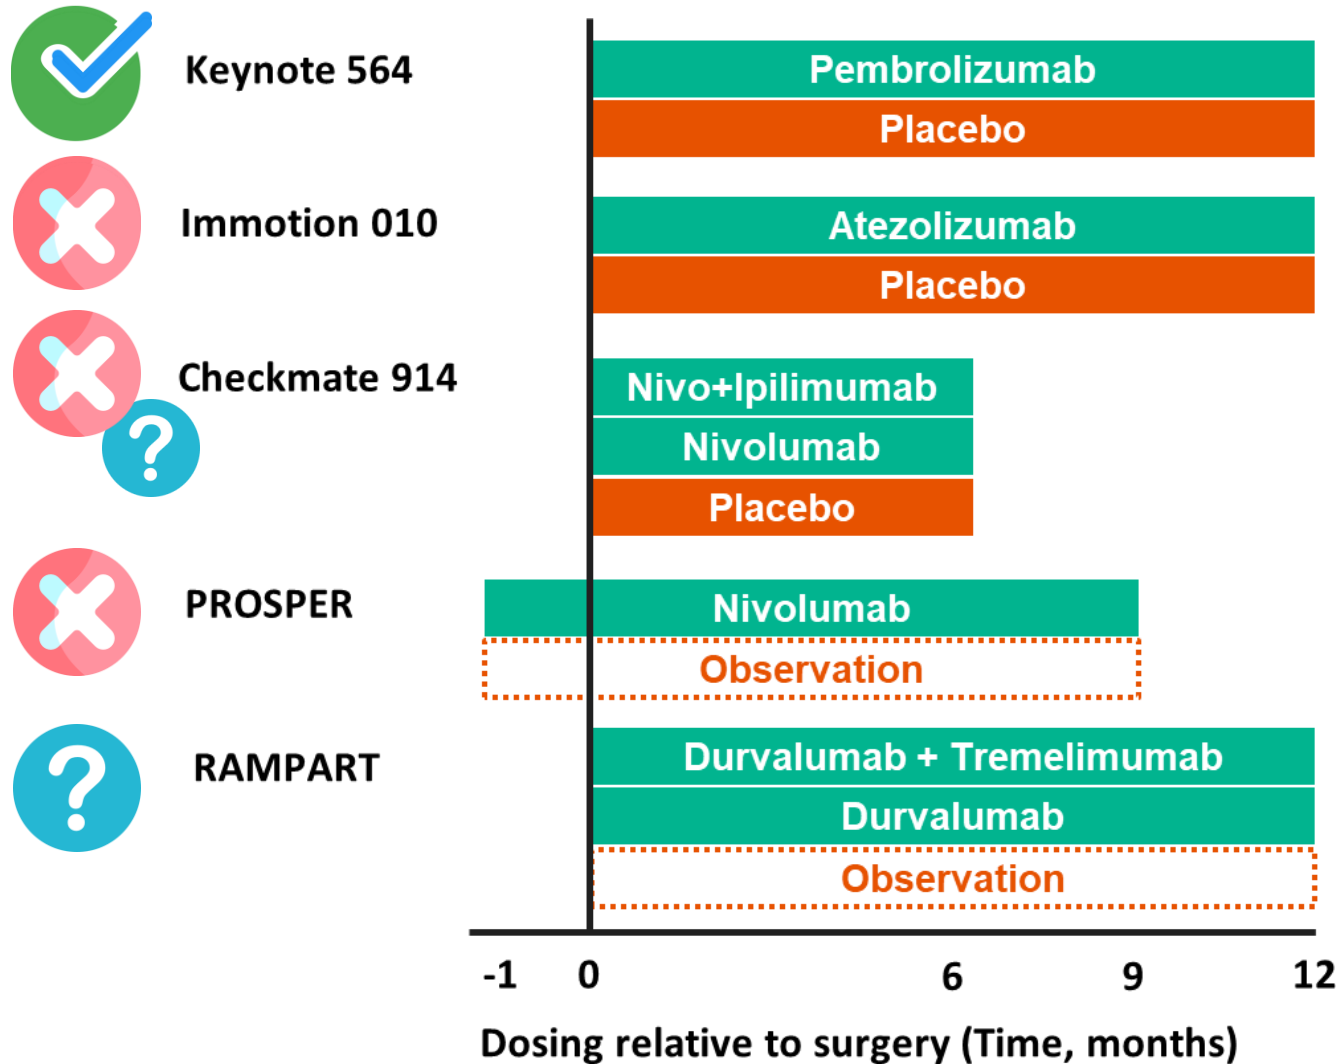 Keynote 564
Pembrolizumab
Placebo
Immotion 010
Atezolizumab
Placebo
Checkmate 914
Nivo+Ipilimumab
Nivolumab
Placebo
?
PROSPER
Nivolumab
Observation
RAMPART
?
Durvalumab + Tremelimumab
Durvalumab
Observation
-1 0 6 9 12
Dosing relative to surgery (Time, months)